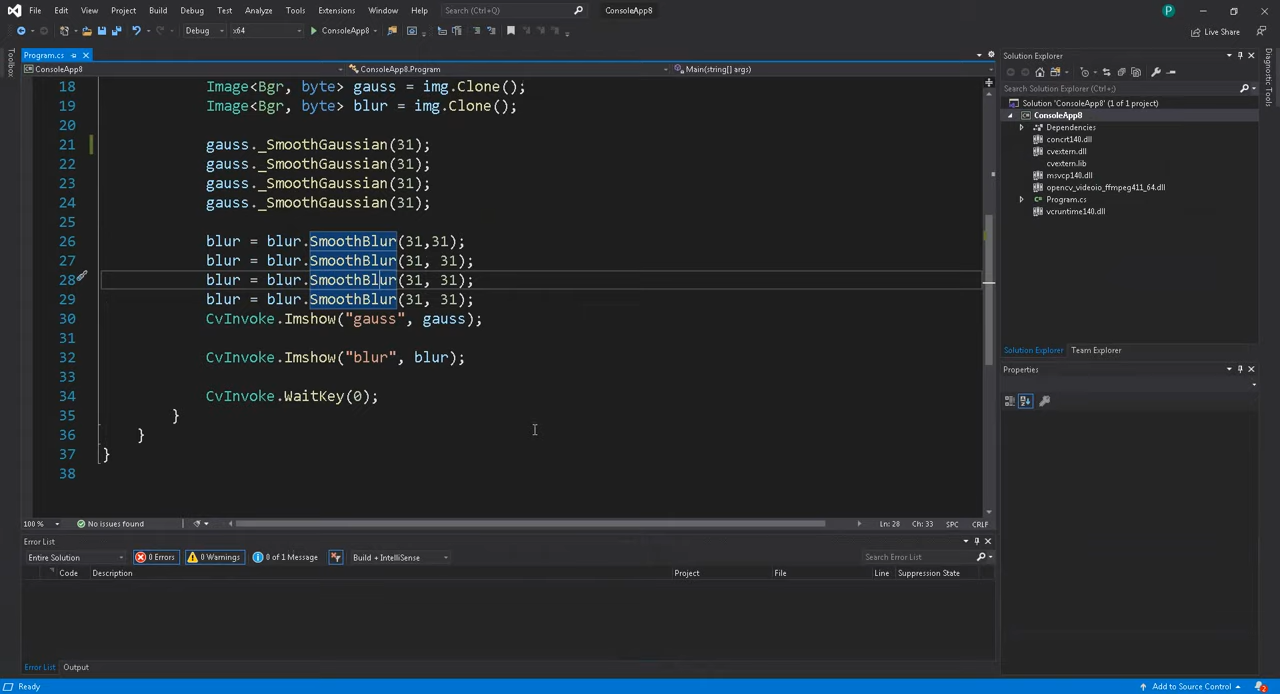 File Edit View Project Build Debug Test Analyze Tools Extensions Window Help Search (Ctrl+Q) ConsoleApp8 P
Debug x64 ConsoleApp8 Live Share
Toolbox
Program.cs
ConsoleApp8 ConsoleApp8.Program Main(string[] args)
18 Image<Bgr, byte> gauss = img.Clone();
19 Image<Bgr, byte> blur = img.Clone();
20
21 gauss._SmoothGaussian(31);
22 gauss._SmoothGaussian(31);
23 gauss._SmoothGaussian(31);
24 gauss._SmoothGaussian(31);
25
26 blur = blur.SmoothBlur(31,31);
27 blur = blur.SmoothBlur(31, 31);
28 blur = blur.SmoothBlur(31, 31);
29 blur = blur.SmoothBlur(31, 31);
30 CvInvoke.Imshow("gauss", gauss);
31
32 CvInvoke.Imshow("blur", blur);
33
34 CvInvoke.WaitKey(0);
35 }
36 }
37 }
38
100 % No issues found Ln: 28 Ch: 33 SPC CRLF
Error List
Entire Solution 0 Errors 0 Warnings 0 of 1 Message Build + IntelliSense Search Error List
Code Description Project File Line Suppression State
Error List Output
Solution Explorer
Search Solution Explorer (Ctrl+;)
Solution 'ConsoleApp8' (1 of 1 project)
ConsoleApp8
Dependencies
concrt140.dll
cvextern.dll
cvextern.lib
msvcp140.dll
opencv_videoio_ffmpeg411_64.dll
Program.cs
vcruntime140.dll
Solution Explorer Team Explorer
Properties
Diagnostic Tools
Ready Add to Source Control 2